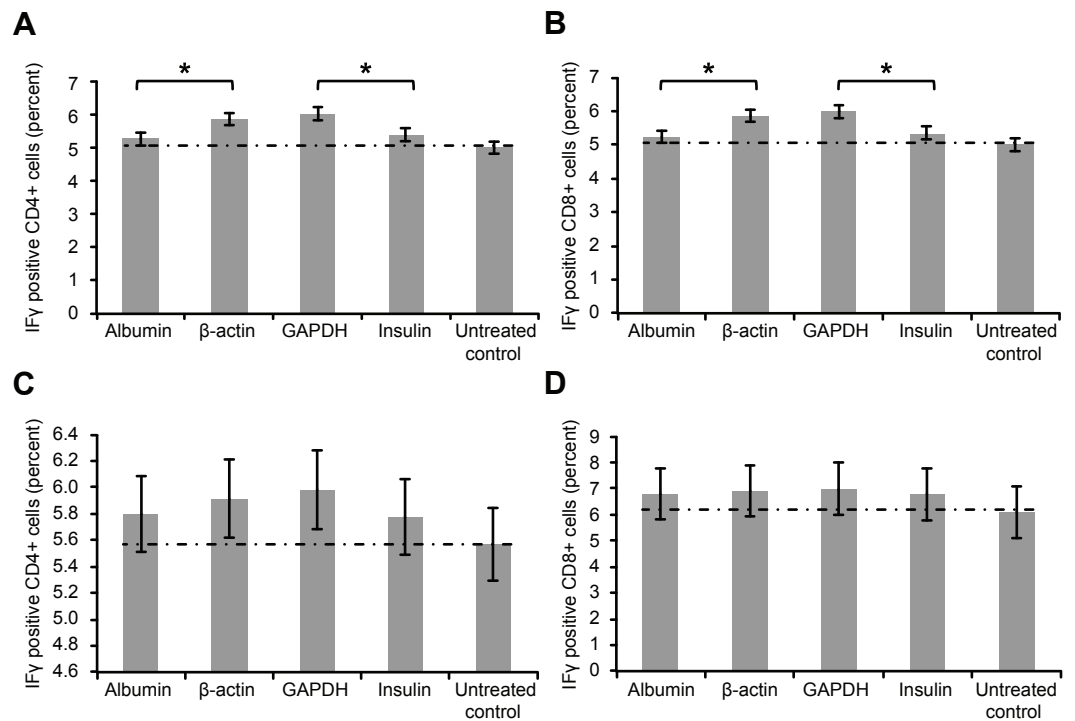 A
IFγ positive CD4+ cells (percent)
7
6
5
4
3
2
1
0
*
*
Albumin
β-actin
GAPDH
Insulin
Untreated
control
B
IFγ positive CD8+ cells (percent)
7
6
5
4
3
2
1
0
*
*
Albumin
β-actin
GAPDH
Insulin
Untreated
control
C
IFγ positive CD4+ cells (percent)
6.4
6.2
6.0
5.8
5.6
5.4
5.2
5.0
4.8
4.6
Albumin
β-actin
GAPDH
Insulin
Untreated
control
D
IFγ positive CD8+ cells (percent)
9
8
7
6
5
4
3
2
1
0
Albumin
β-actin
GAPDH
Insulin
Untreated
control